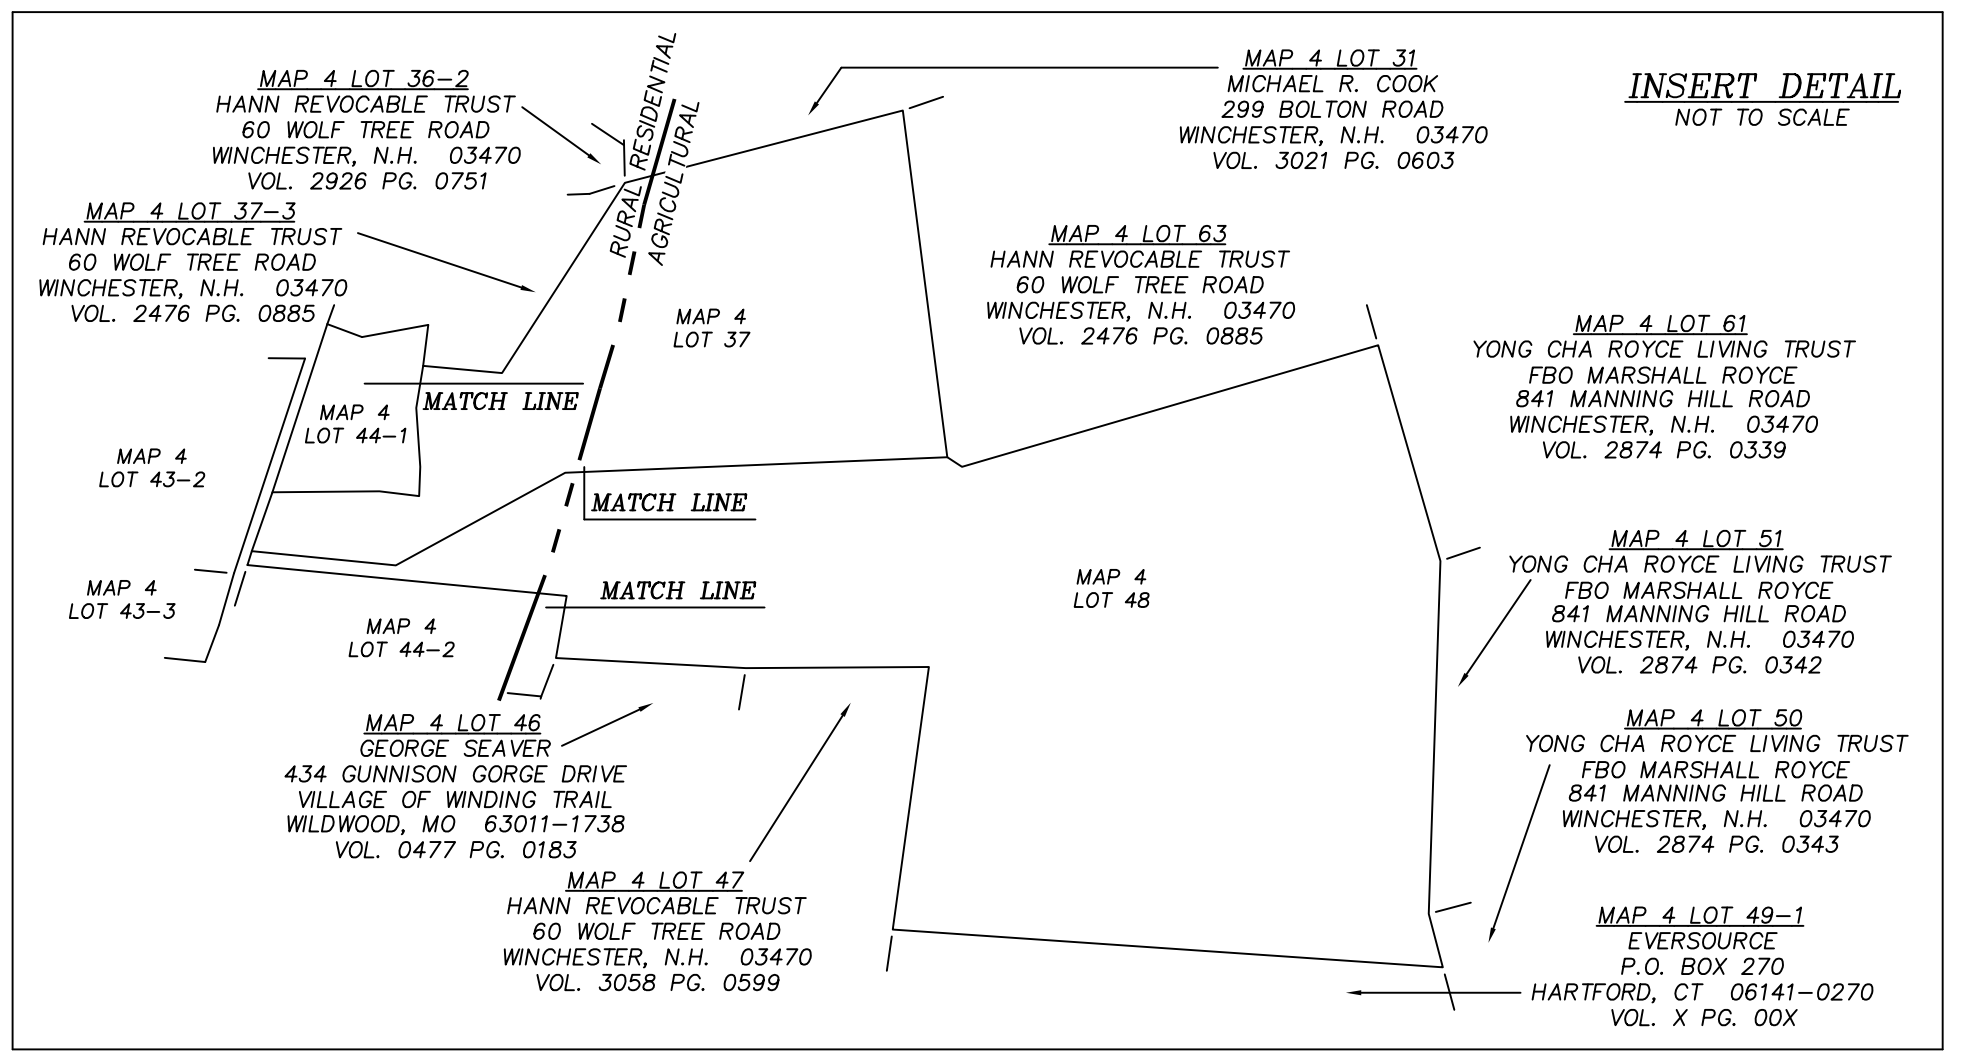 INSERT DETAIL
NOT TO SCALE
MAP 4 LOT 36-2
HANN REVOCABLE TRUST
60 WOLF TREE ROAD
WINCHESTER, N.H. 03470
VOL. 2926 PG. 0751
RURAL RESIDENTIAL
AGRICULTURAL
MAP 4 LOT 31
MICHAEL R. COOK
299 BOLTON ROAD
WINCHESTER, N.H. 03470
VOL. 3021 PG. 0603
MAP 4 LOT 37-3
HANN REVOCABLE TRUST
60 WOLF TREE ROAD
WINCHESTER, N.H. 03470
VOL. 2476 PG. 0885
MAP 4 LOT 63
HANN REVOCABLE TRUST
60 WOLF TREE ROAD
WINCHESTER, N.H. 03470
VOL. 2476 PG. 0885
MAP 4
LOT 37
MAP 4 LOT 61
YONG CHA ROYCE LIVING TRUST
FBO MARSHALL ROYCE
841 MANNING HILL ROAD
WINCHESTER, N.H. 03470
VOL. 2874 PG. 0339
MATCH LINE
MAP 4
LOT 44-1
MAP 4
LOT 43-2
MATCH LINE
MAP 4 LOT 51
YONG CHA ROYCE LIVING TRUST
FBO MARSHALL ROYCE
841 MANNING HILL ROAD
WINCHESTER, N.H. 03470
VOL. 2874 PG. 0342
MAP 4
LOT 43-3
MATCH LINE
MAP 4
LOT 48
MAP 4
LOT 44-2
MAP 4 LOT 46
GEORGE SEAVER
434 GUNNISON GORGE DRIVE
VILLAGE OF WINDING TRAIL
WILDWOOD, MO 63011-1738
VOL. 0477 PG. 0183
MAP 4 LOT 50
YONG CHA ROYCE LIVING TRUST
FBO MARSHALL ROYCE
841 MANNING HILL ROAD
WINCHESTER, N.H. 03470
VOL. 2874 PG. 0343
MAP 4 LOT 47
HANN REVOCABLE TRUST
60 WOLF TREE ROAD
WINCHESTER, N.H. 03470
VOL. 3058 PG. 0599
MAP 4 LOT 49-1
EVERSOURCE
P.O. BOX 270
HARTFORD, CT 06141-0270
VOL. X PG. 00X